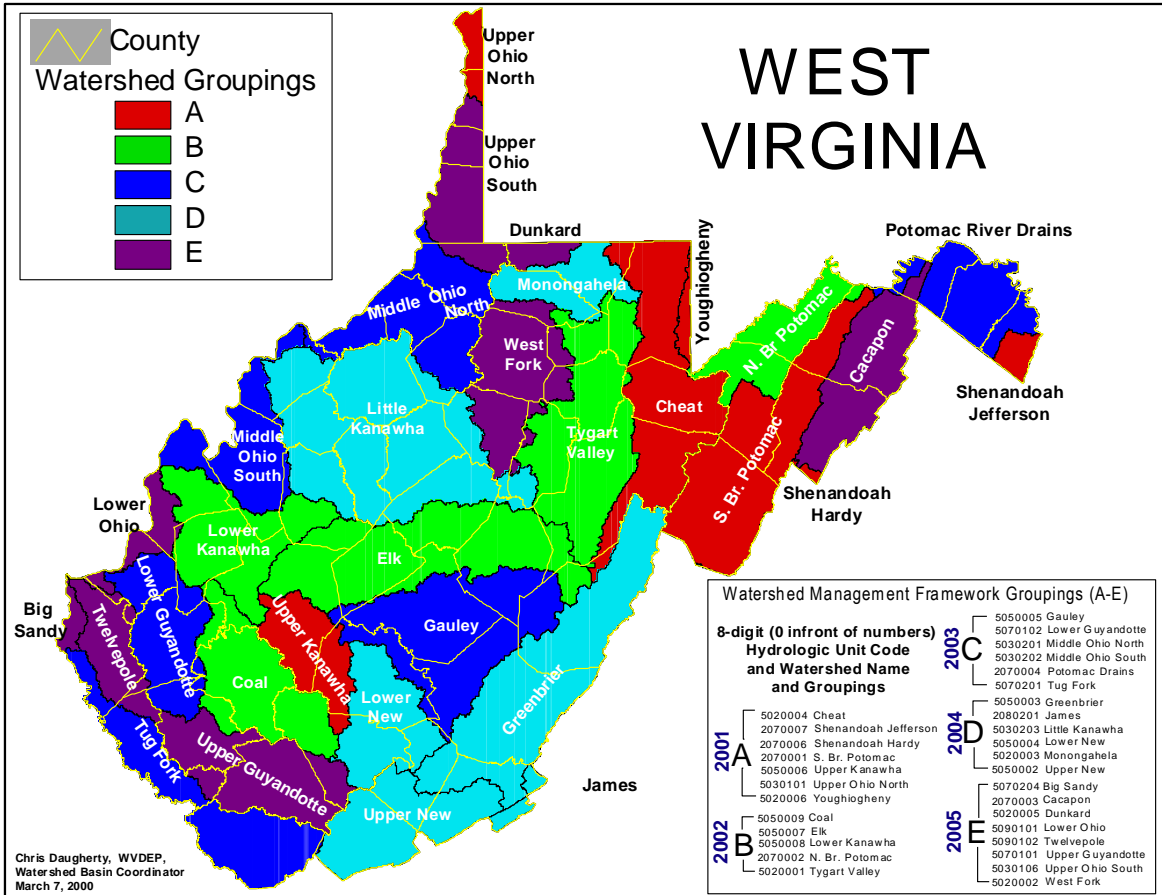 County
Watershed Groupings
A
B
C
D
E
WEST
VIRGINIA
Upper
Ohio
North
Upper
Ohio
South
Dunkard
Youghiogheny
Potomac River Drains
Monongahela
Middle Ohio
North
N. Br Potomac
West
Fork
Cacapon
Shenandoah
Jefferson
Cheat
Little
Kanawha
Tygart
Valley
Middle
Ohio
South
S. Br. Potomac
Shenandoah
Hardy
Lower
Ohio
Lower
Kanawha
Elk
Lower Guyandotte
Big
Sandy
Twelvepole
Upper Kanawha
Gauley
Coal
Lower
New
Greenbrier
Tug Fork
Upper Guyandotte
James
Upper New
Chris Daugherty, WVDEP,
Watershed Basin Coordinator
March 7, 2000
Watershed Management Framework Groupings (A-E)
8-digit (0 infront of numbers)
Hydrologic Unit Code
and Watershed Name
and Groupings
2001
A
5020004 Cheat
2070007 Shenandoah Jefferson
2070006 Shenandoah Hardy
2070001 S. Br. Potomac
5050006 Upper Kanawha
5030101 Upper Ohio North
5020006 Youghiogheny
2002
B
5050009 Coal
5050007 Elk
5050008 Lower Kanawha
2070002 N. Br. Potomac
5020001 Tygart Valley
2003
C
5050005 Gauley
5070102 Lower Guyandotte
5030201 Middle Ohio North
5030202 Middle Ohio South
2070004 Potomac Drains
5070201 Tug Fork
2004
D
5050003 Greenbrier
2080201 James
5030203 Little Kanawha
5050004 Lower New
5020003 Monongahela
5050002 Upper New
2005
E
5070204 Big Sandy
2070003 Cacapon
5020005 Dunkard
5090101 Lower Ohio
5090102 Twelvepole
5070101 Upper Guyandotte
5030106 Upper Ohio South
5020002 West Fork